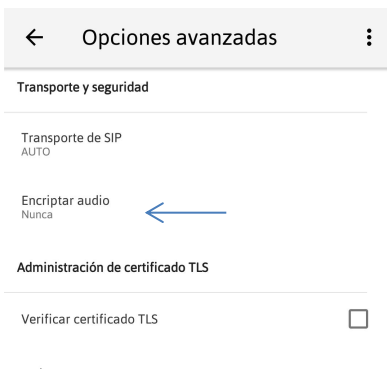 Opciones avanzadas
Transporte y seguridad
Transporte de SIP
AUTO
Encriptar audio
Nunca
Administración de certificado TLS
Verificar certificado TLS